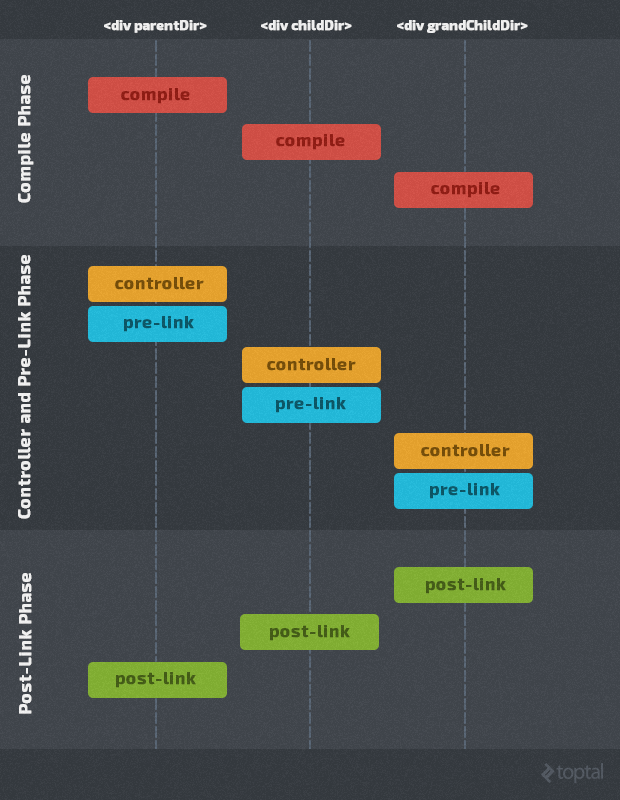 <div parentDir> <div childDir> <div grandChildDir>
Compile Phase
compile
compile
compile
Controller and Pre-Link Phase
controller
pre-link
controller
pre-link
controller
pre-link
Post-Link Phase
post-link
post-link
post-link
toptal